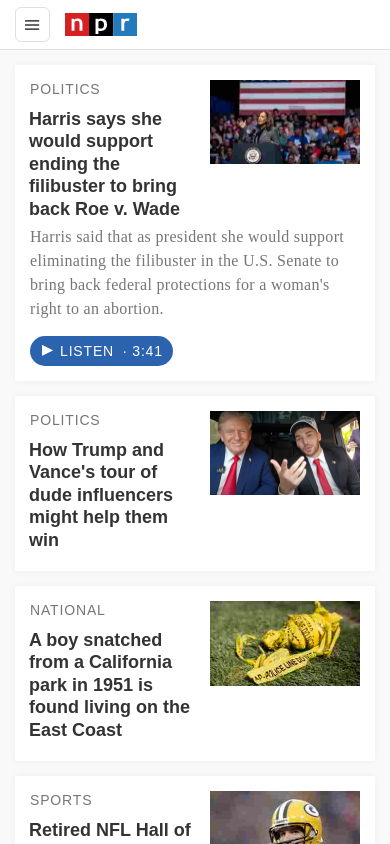 npr
POLITICS
Harris says she
would support
ending the
filibuster to bring
back Roe v. Wade
Harris said that as president she would support
eliminating the filibuster in the U.S. Senate to
bring back federal protections for a woman's
right to an abortion.
LISTEN · 3:41
POLITICS
How Trump and
Vance's tour of
dude influencers
might help them
win
NATIONAL
A boy snatched
from a California
park in 1951 is
found living on the
East Coast
POLICE LINE DO
SPORTS
Retired NFL Hall of
G